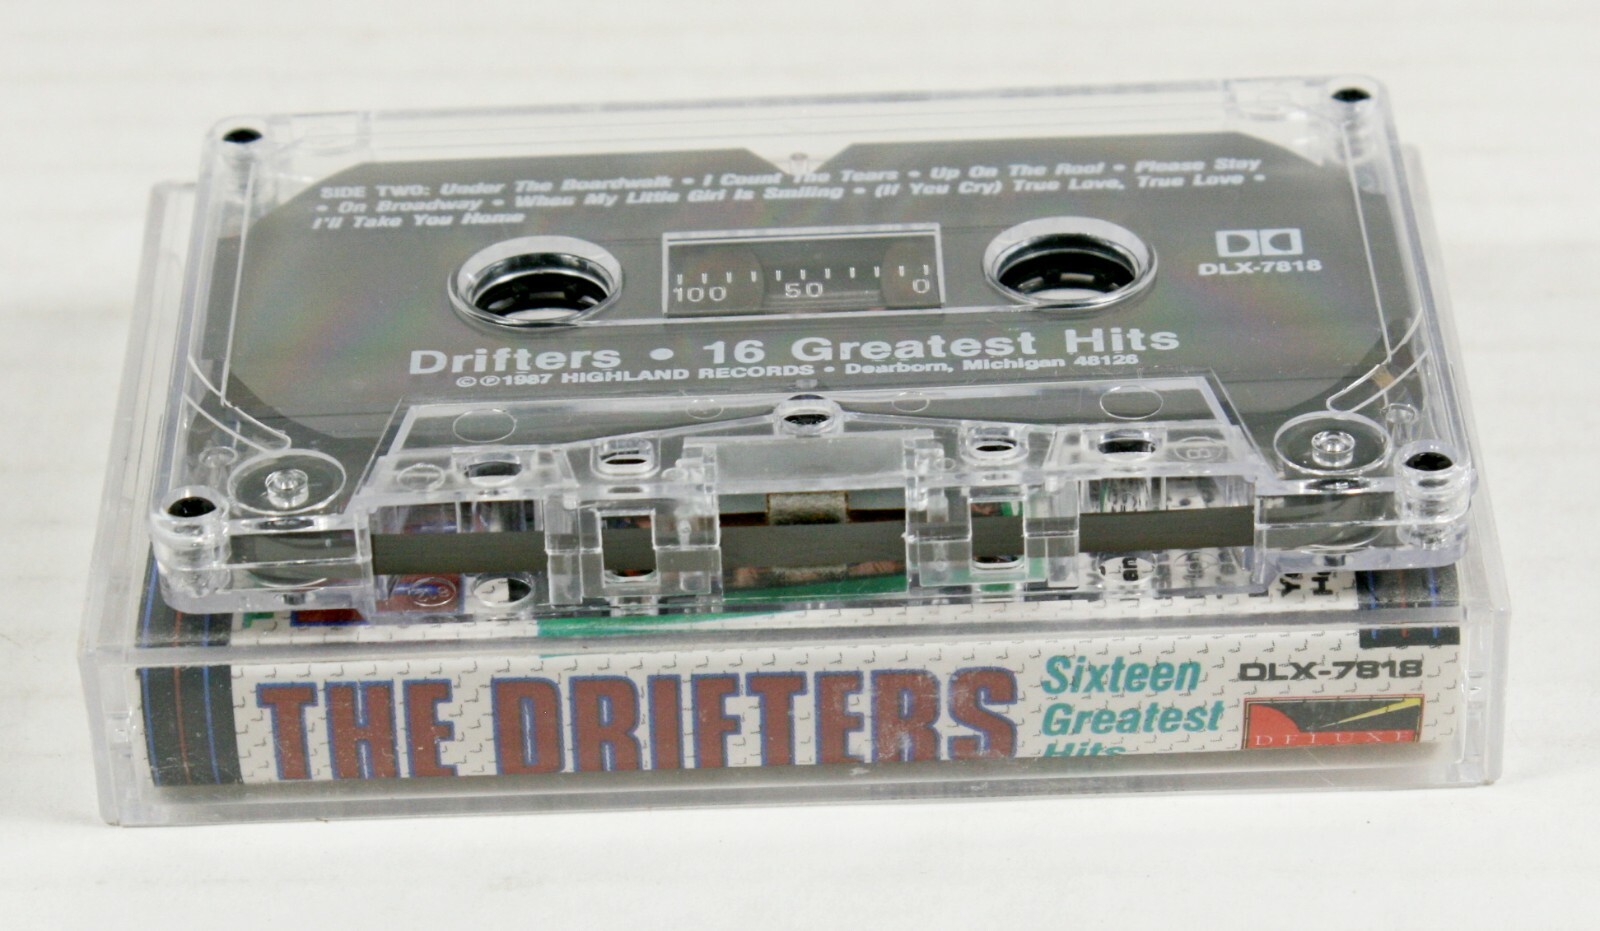 SIDE TWO: Under The Boardwalk • I Count The Tears • Up On The Roof • Please Stay
• On Broadway • When My Little Girl Is Smiling • (If You Cry) True Love, True Love •
I'll Take You Home
100 50 0
DLX-7818
Drifters • 16 Greatest Hits
©℗1987 HIGHLAND RECORDS • Dearborn, Michigan 48126
THE DRIFTERS
Sixteen
Greatest
Hits
DLX-7818
DELUXE